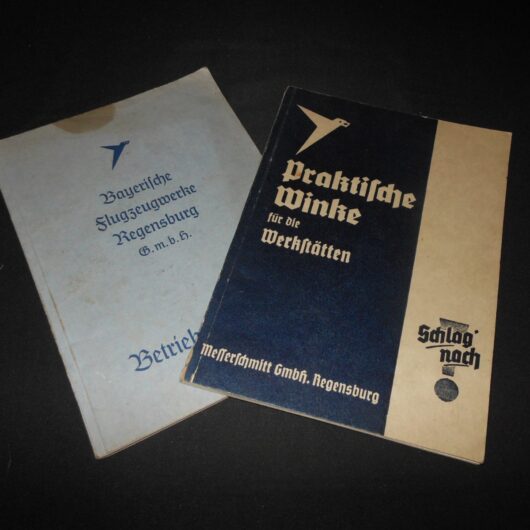 Bayerische
Flugzeugwerke
Regensburg
G.m.b.H.
Betrieb
Praktische
Winke
für die
Werkstätten
Messerschmitt GmbH. Regensburg
Schlag'
nach
!